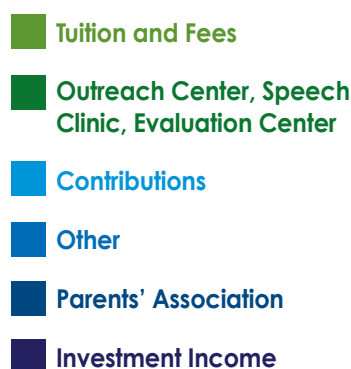 Tuition and Fees
Outreach Center, Speech
Clinic, Evaluation Center
Contributions
Other
Parents’ Association
Investment Income